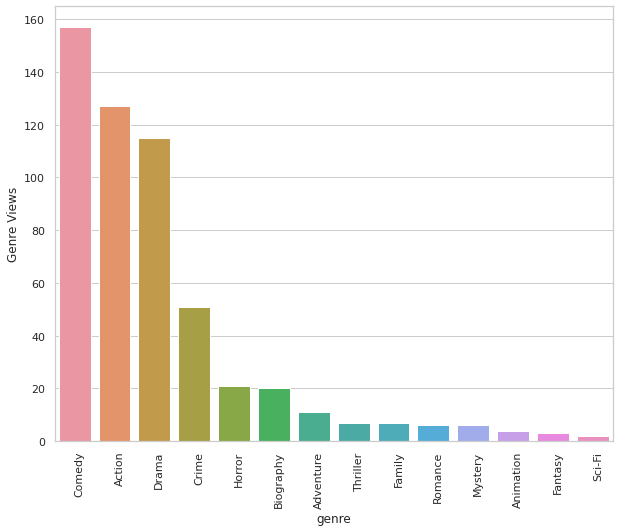 160
140
120
100
80
60
40
20
0
Genre Views
Comedy
Action
Drama
Crime
Horror
Biography
Adventure
Thriller
Family
Romance
Mystery
Animation
Fantasy
Sci-Fi
genre